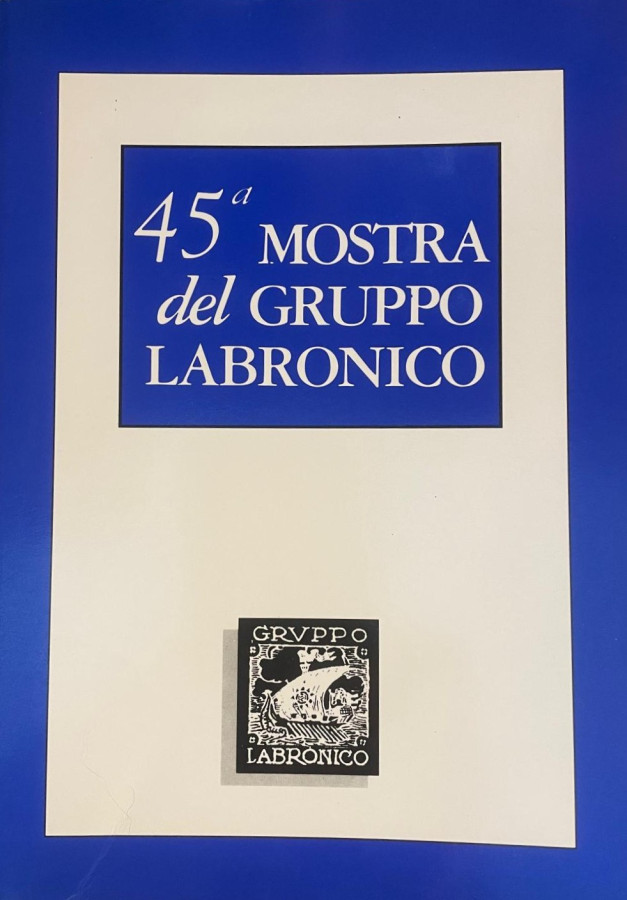 45ª MOSTRA
del GRUPPO
LABRONICO
GRVPPO
LABRONICO